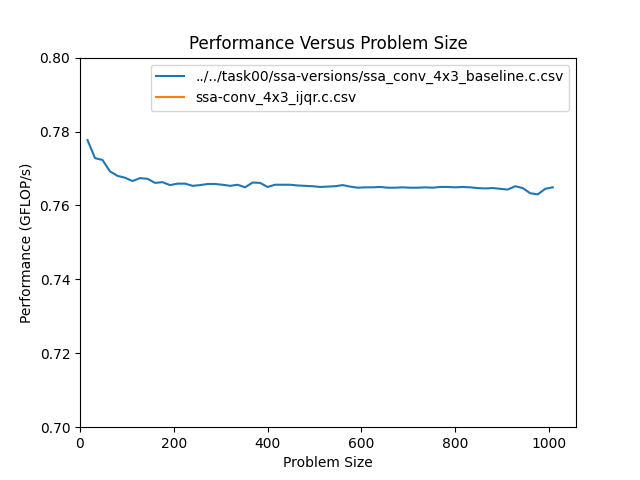 Performance Versus Problem Size
0.80
0.78
0.76
0.74
0.72
0.70
Performance (GFLOP/s)
../../task00/ssa-versions/ssa_conv_4x3_baseline.c.csv
ssa-conv_4x3_ijqr.c.csv
0
200
400
600
800
1000
Problem Size